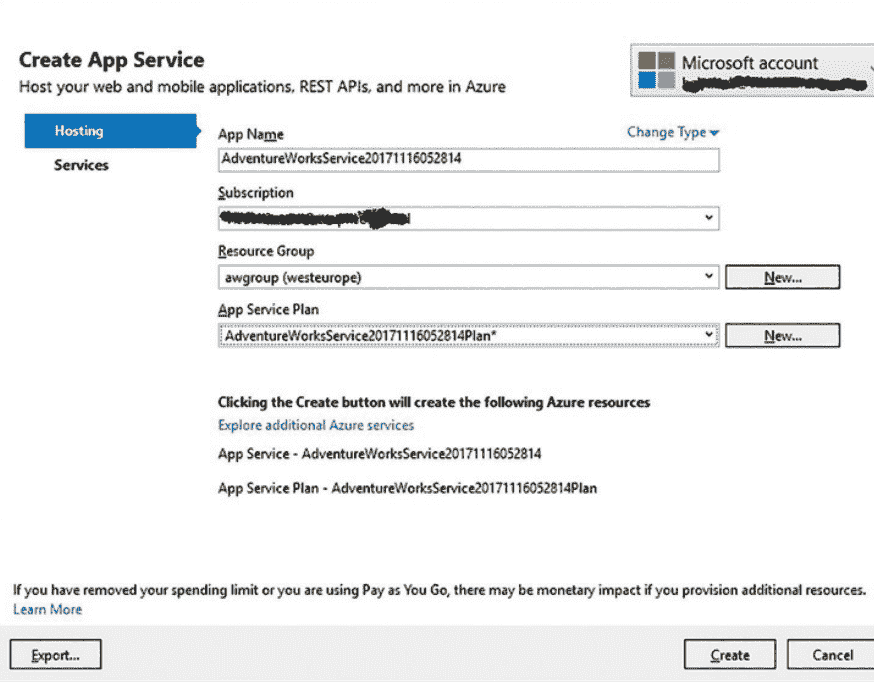 Create App Service
Host your web and mobile applications, REST APIs, and more in Azure
Microsoft account
Hosting
Services
App Name
Change Type
AdventureWorksService20171116052814
Subscription
Resource Group
awgroup (westeurope)
New...
App Service Plan
AdventureWorksService20171116052814Plan*
New...
Clicking the Create button will create the following Azure resources
Explore additional Azure services
App Service - AdventureWorksService20171116052814
App Service Plan - AdventureWorksService20171116052814Plan
If you have removed your spending limit or you are using Pay as You Go, there may be monetary impact if you provision additional resources.
Learn More
Export...
Create
Cancel